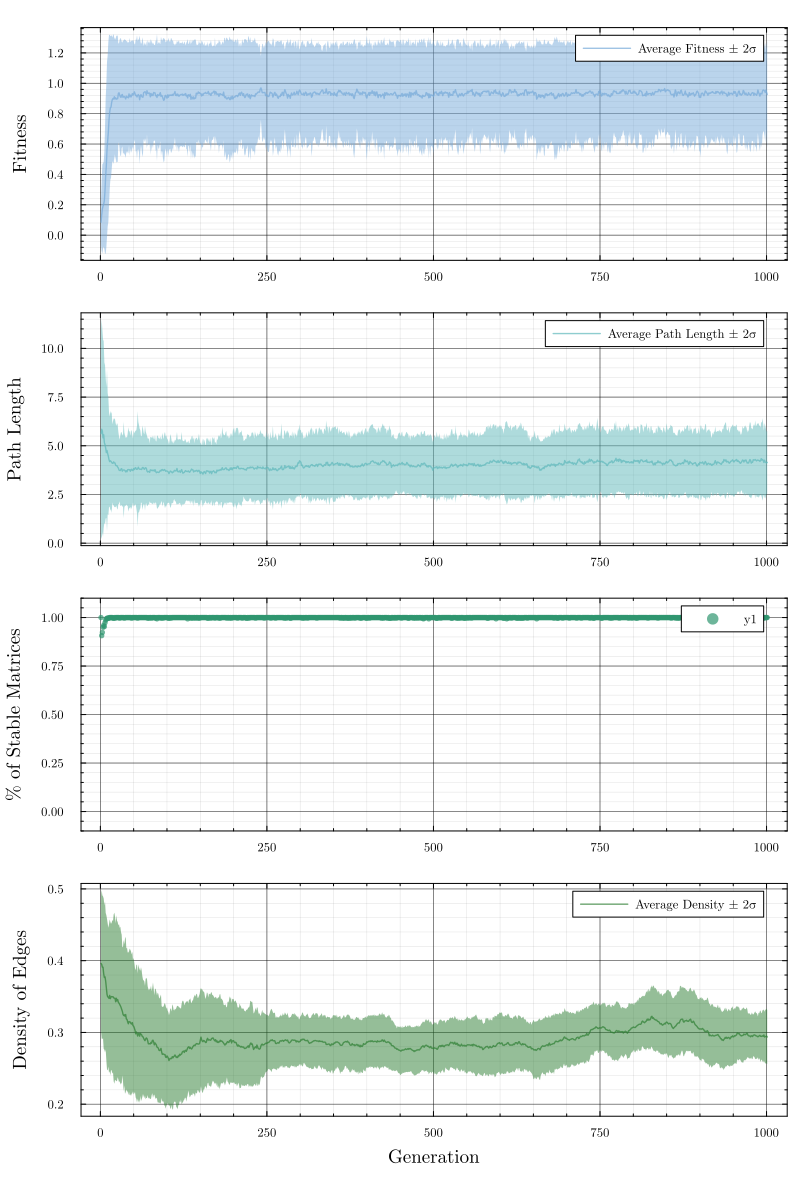 Average Fitness ± 2σ
Fitness
1.2
1.0
0.8
0.6
0.4
0.2
0.0
0 250 500 750 1000
Average Path Length ± 2σ
Path Length
10.0
7.5
5.0
2.5
0.0
0 250 500 750 1000
y1
% of Stable Matrices
1.00
0.75
0.50
0.25
0.00
0 250 500 750 1000
Average Density ± 2σ
Density of Edges
0.5
0.4
0.3
0.2
0 250 500 750 1000
Generation